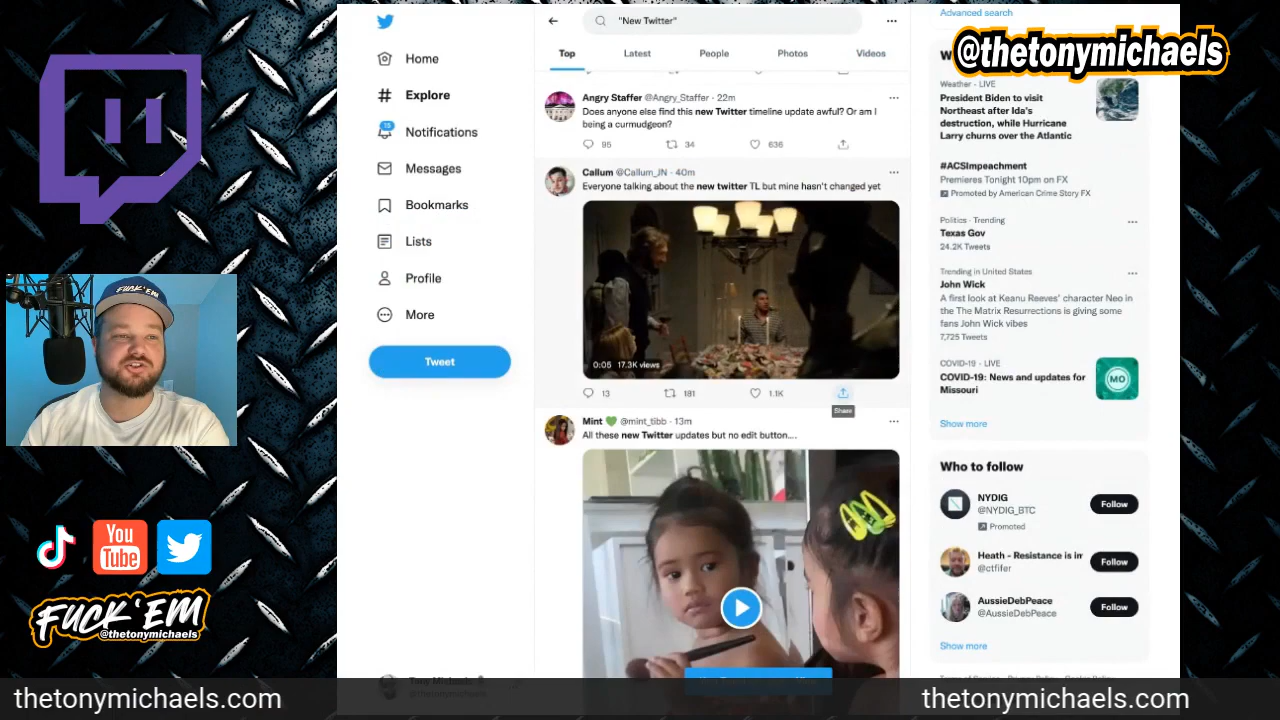 "New Twitter"
Top
Latest
People
Photos
Videos
Home
Explore
15
Notifications
Messages
Bookmarks
Lists
Profile
More
Tweet
Angry Staffer @Angry_Staffer · 22m
Does anyone else find this new Twitter timeline update awful? Or am I
being a curmudgeon?
95
34
636
Callum @Callum_JN · 40m
Everyone talking about the new twitter TL but mine hasn't changed yet
0:05 17.3K views
13
181
1.1K
Share
Mint 💚 @mint_tibb · 13m
All these new Twitter updates but no edit button....
Advanced search
@thetonymichaels
Weather · LIVE
President Biden to visit
Northeast after Ida's
destruction, while Hurricane
Larry churns over the Atlantic
#ACSImpeachment
Premieres Tonight 10pm on FX
Promoted by American Crime Story FX
Politics · Trending
Texas Gov
24.2K Tweets
Trending in United States
John Wick
A first look at Keanu Reeves' character Neo in
the The Matrix Resurrections is giving some
fans John Wick vibes
7,725 Tweets
COVID-19 · LIVE
COVID-19: News and updates for
Missouri
MO
Show more
Who to follow
NYDIG
@NYDIG_BTC
Promoted
Follow
Heath - Resistance is
@ctfifer
Follow
AussieDebPeace
@AussieDebPeace
Follow
Show more
FUCK'EM
You
Tube
FUCK'EM
@thetonymichaels
Tony Michaels
@thetonymichaels
thetonymichaels.com
thetonymichaels.com